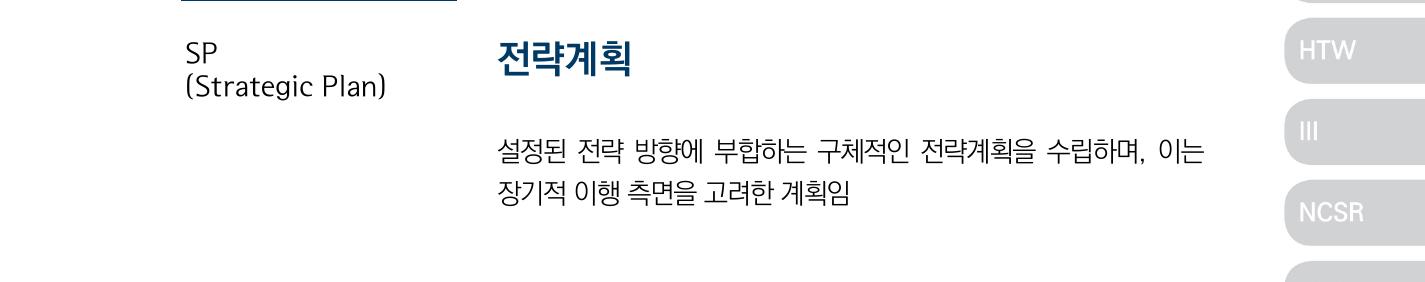 SP
(Strategic Plan)
전략계획
설정된 전략 방향에 부합하는 구체적인 전략계획을 수립하며, 이는
장기적 이행 측면을 고려한 계획임
HTW
III
NCSR